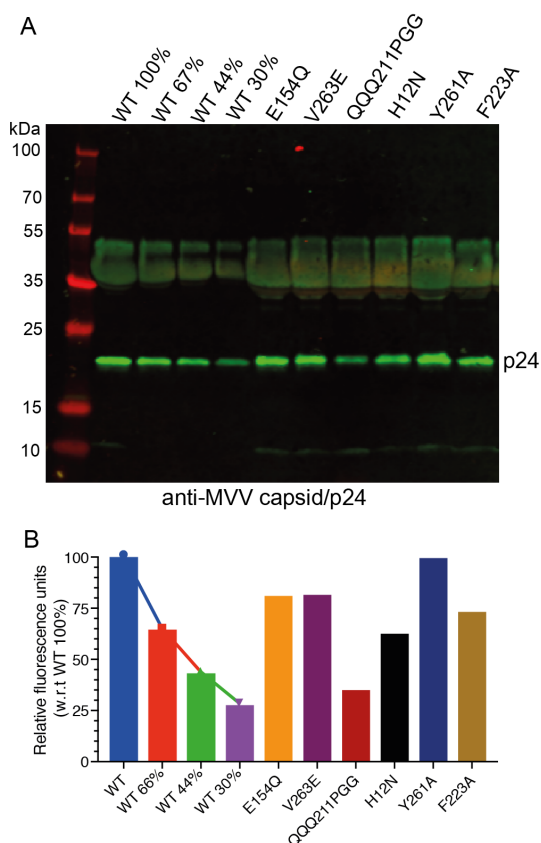 A
WT 100%
WT 67%
WT 44%
WT 30%
E154Q
V263E
QQQ211PGG
H12N
Y261A
F223A
kDa
100
70
55
35
25
15
10
p24
anti-MVV capsid/p24
B
Relative fluorescence units
(w.r.t WT 100%)
100
75
50
25
0
WT
WT 66%
WT 44%
WT 30%
E154Q
V263E
QQQ211PGG
H12N
Y261A
F223A